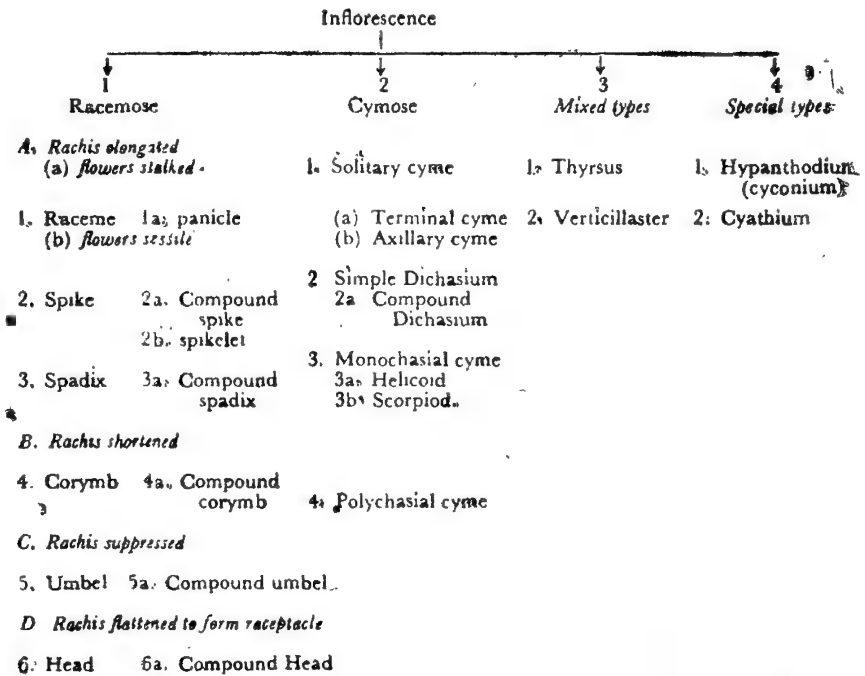 Inflorescence
1 2 3 4
Racemose Cymose Mixed types Special types
A. Rachis elongated
(a) flowers stalked 1. Solitary cyme 1. Thyrsus 1. Hypanthodium
(cyconium)
1. Raceme 1a. panicle (a) Terminal cyme 2. Verticillaster 2. Cyathium
(b) flowers sessile (b) Axillary cyme
2 Simple Dichasium
2. Spike 2a. Compound 2a Compound
spike Dichasium
2b. spikelet
3. Monochasial cyme
3. Spadix 3a. Compound 3a. Helicoid
spadix 3b. Scorpiod.
B. Rachis shortened
4. Corymb 4a. Compound
corymb 4. Polychasial cyme
C. Rachis suppressed
5. Umbel 5a. Compound umbel
D Rachis flattened to form receptacle
6. Head 6a. Compound Head